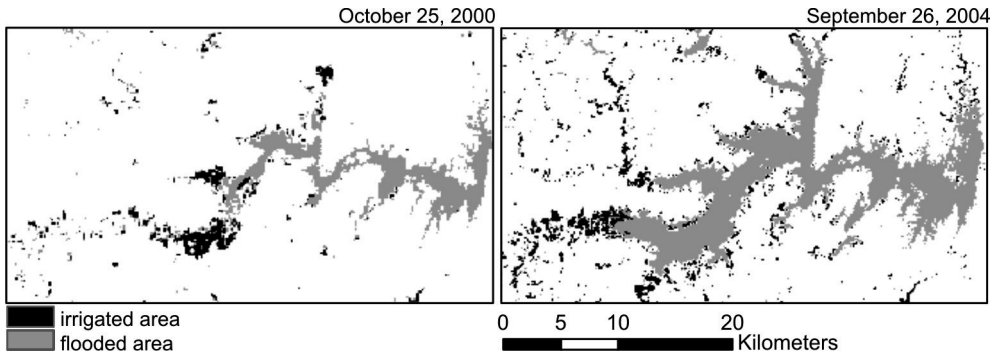 October 25, 2000
September 26, 2004
irrigated area
flooded area
0 5 10 20
Kilometers